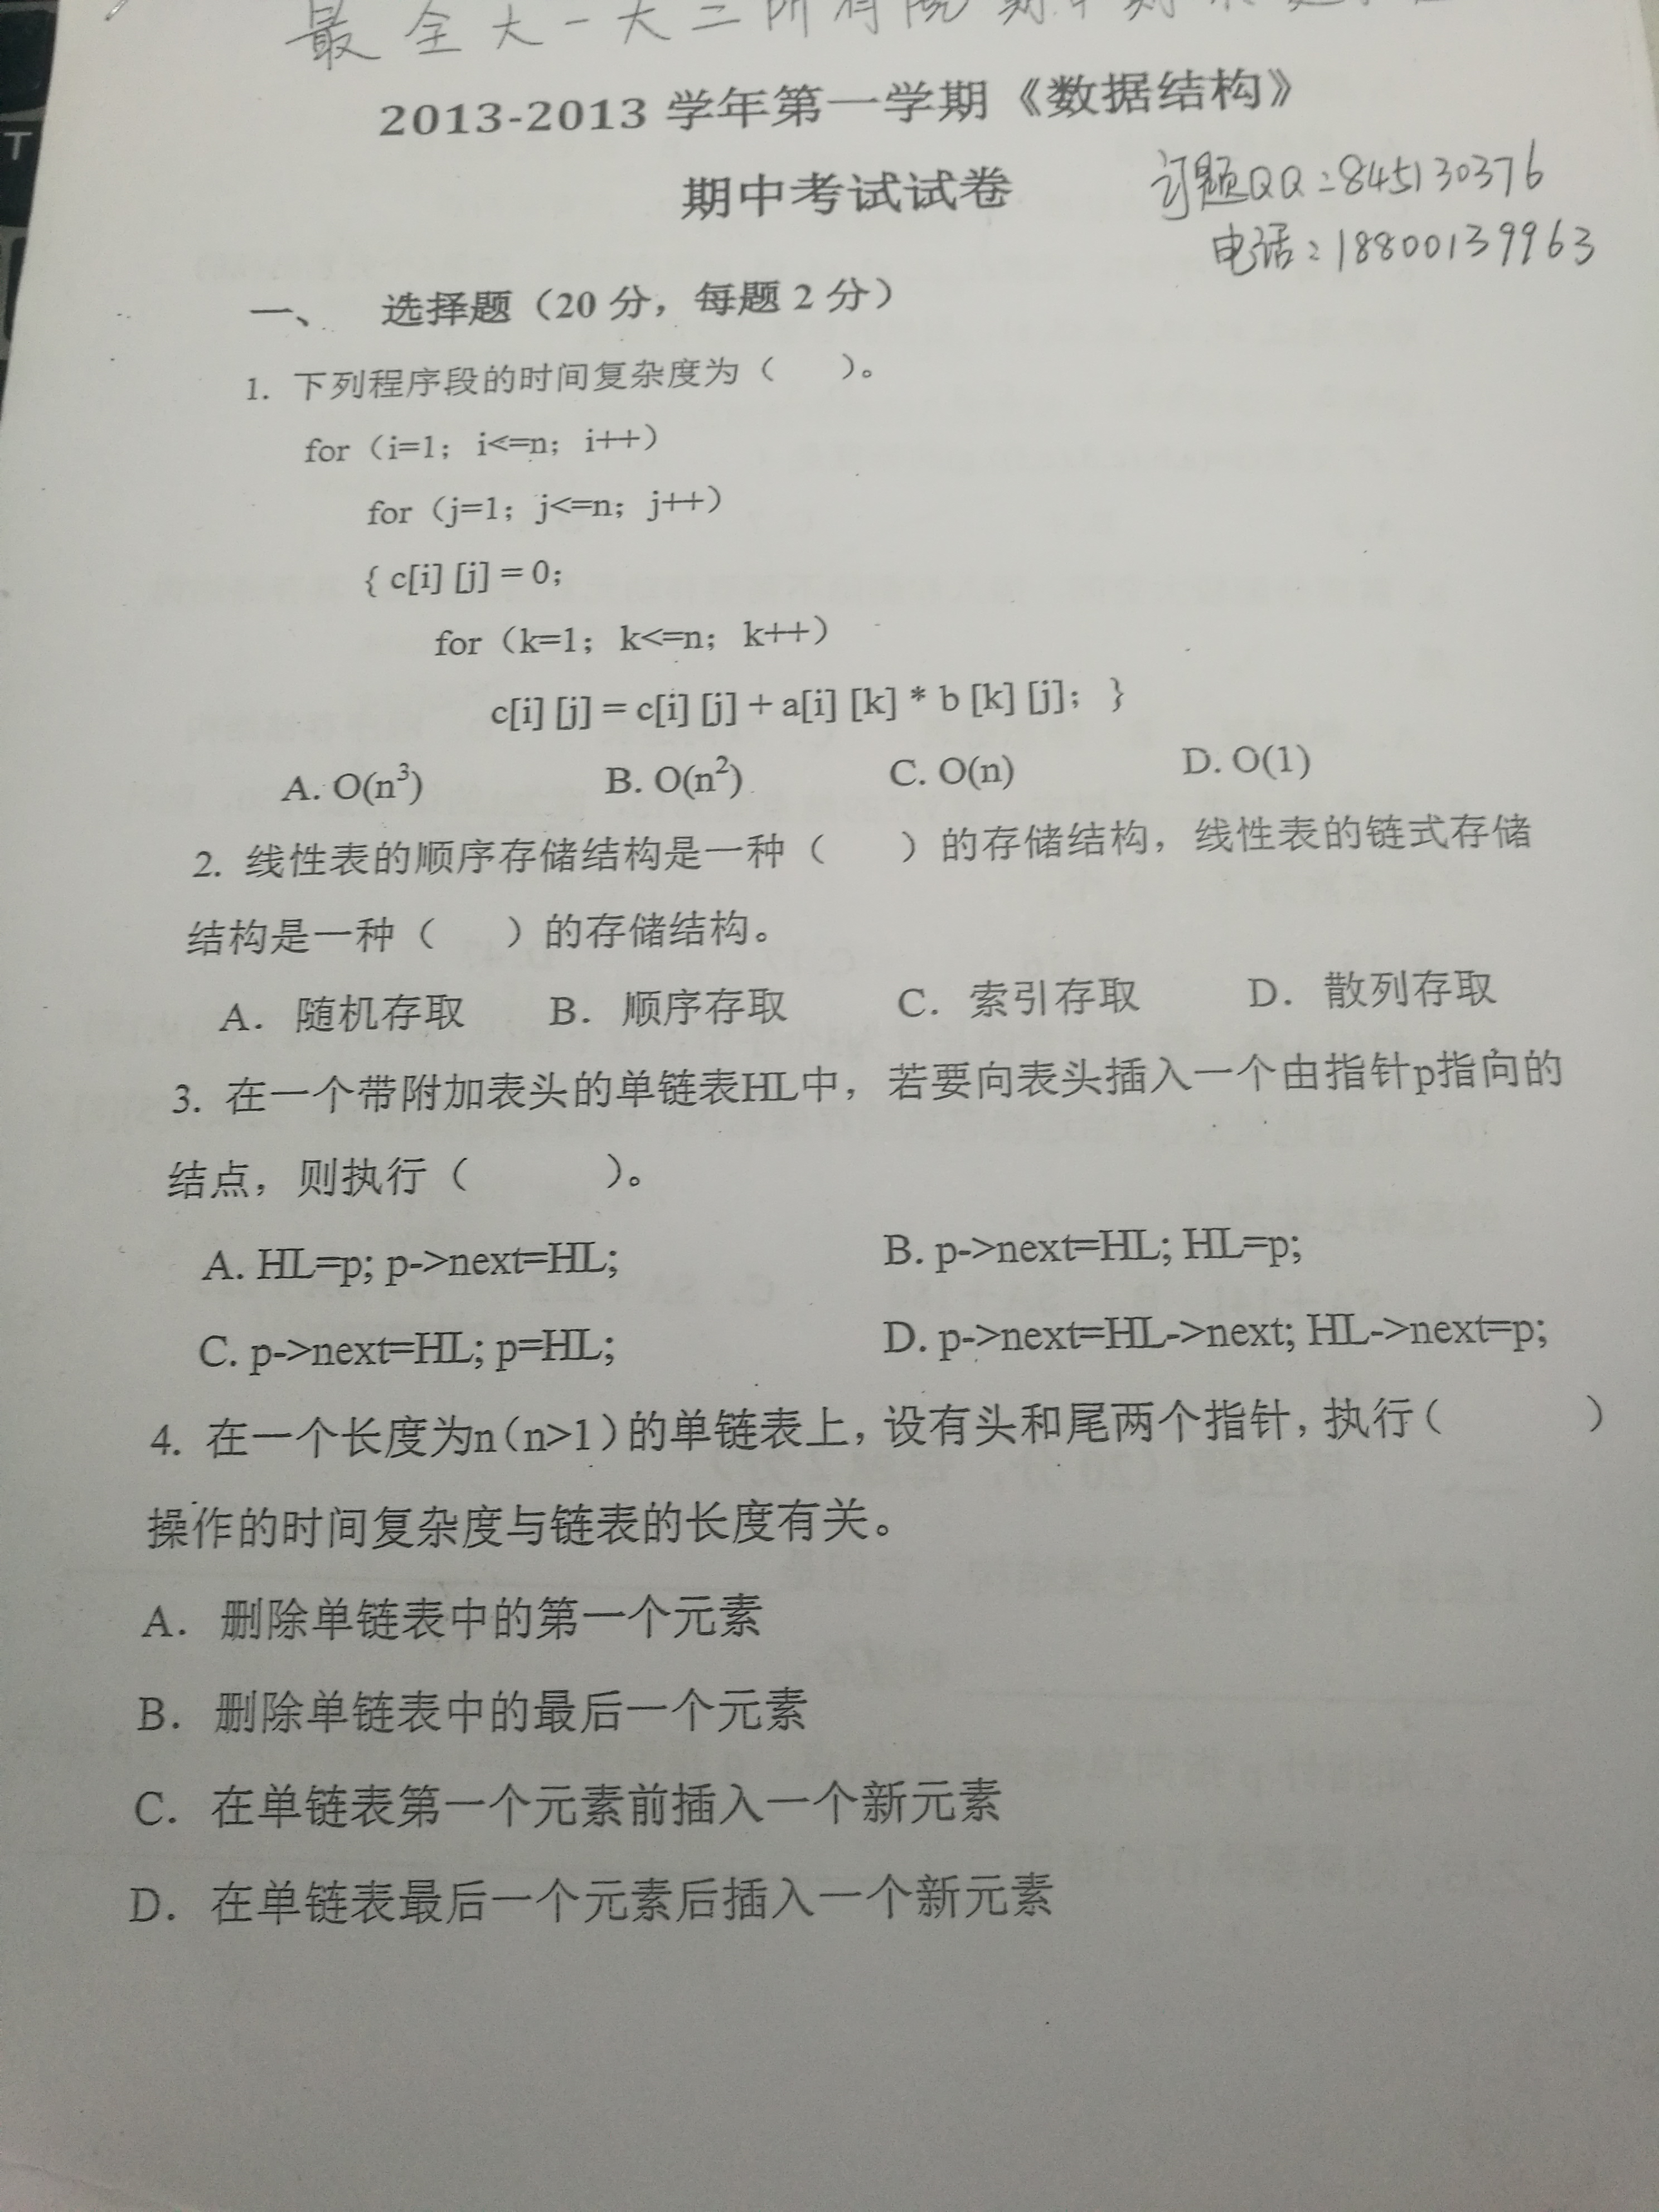 最全大一大二所有院期中期末
2013-2013 学年第一学期《数据结构》
期中考试试卷
订题QQ:845130376
电话:18800139963
一、 选择题（20 分，每题 2 分）
1. 下列程序段的时间复杂度为（ ）。
for（i=1；i<=n；i++）
for（j=1；j<=n；j++）
{ c[i] [j] = 0；
for（k=1；k<=n；k++）
c[i] [j] = c[i] [j] + a[i] [k] * b [k] [j]；}
A. O(n³) B. O(n²) C. O(n) D. O(1)
2. 线性表的顺序存储结构是一种（ ）的存储结构，线性表的链式存储
结构是一种（ ）的存储结构。
A．随机存取 B．顺序存取 C．索引存取 D．散列存取
3. 在一个带附加表头的单链表HL中，若要向表头插入一个由指针p指向的
结点，则执行（ ）。
A. HL=p; p->next=HL; B. p->next=HL; HL=p;
C. p->next=HL; p=HL; D. p->next=HL->next; HL->next=p;
4. 在一个长度为n（n>1）的单链表上，设有头和尾两个指针，执行（ ）
操作的时间复杂度与链表的长度有关。
A．删除单链表中的第一个元素
B．删除单链表中的最后一个元素
C．在单链表第一个元素前插入一个新元素
D．在单链表最后一个元素后插入一个新元素